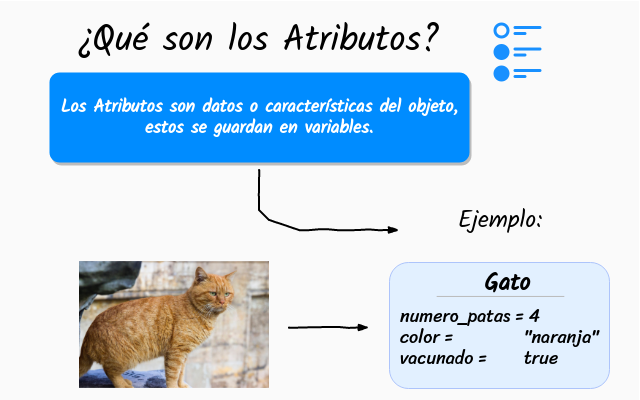 ¿Qué son los Atributos?
Los Atributos son datos o características del objeto,
estos se guardan en variables.
Ejemplo:
Gato
numero_patas = 4
color = "naranja"
vacunado = true